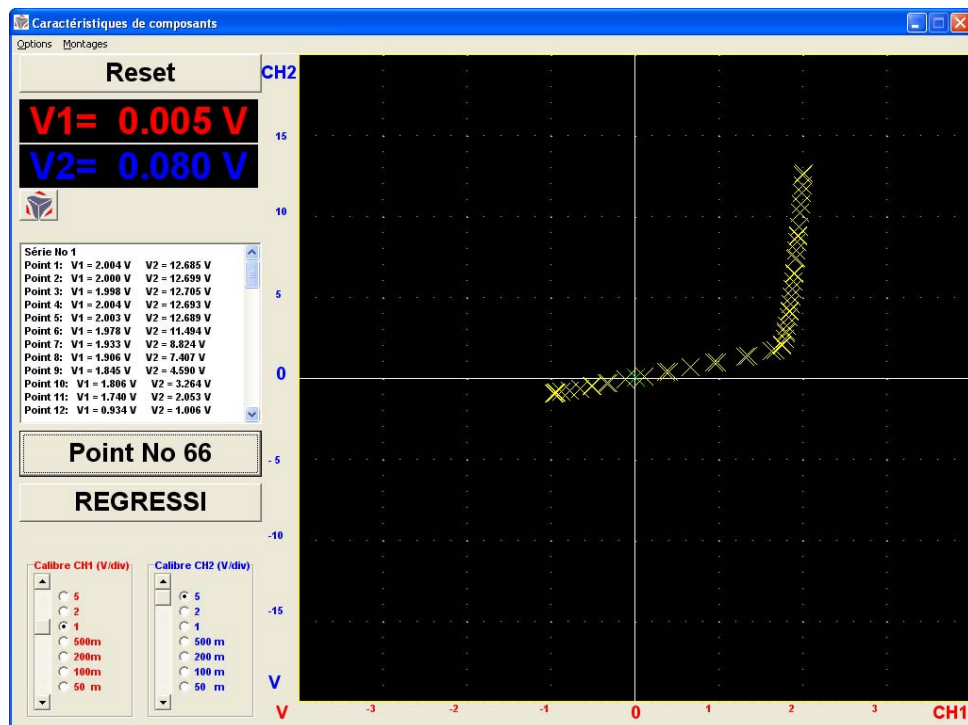 Caractéristiques de composants
Options Montages
Reset
V1= 0.005 V
V2= 0.080 V
Série No 1
Point 1: V1 = 2.004 V V2 = 12.685 V
Point 2: V1 = 2.000 V V2 = 12.699 V
Point 3: V1 = 1.998 V V2 = 12.705 V
Point 4: V1 = 2.004 V V2 = 12.693 V
Point 5: V1 = 2.003 V V2 = 12.689 V
Point 6: V1 = 1.978 V V2 = 11.494 V
Point 7: V1 = 1.933 V V2 = 8.824 V
Point 8: V1 = 1.906 V V2 = 7.407 V
Point 9: V1 = 1.845 V V2 = 4.590 V
Point 10: V1 = 1.806 V V2 = 3.264 V
Point 11: V1 = 1.740 V V2 = 2.053 V
Point 12: V1 = 0.934 V V2 = 1.006 V
Point No 66
REGRESSI
Calibre CH1 (V/div)
5
2
1
500m
200m
100m
50 m
Calibre CH2 (V/div)
5
2
1
500 m
200 m
100 m
50 m
CH2
15
10
5
0
- 5
-10
-15
V
V -3 -2 -1 0 1 2 3 CH1